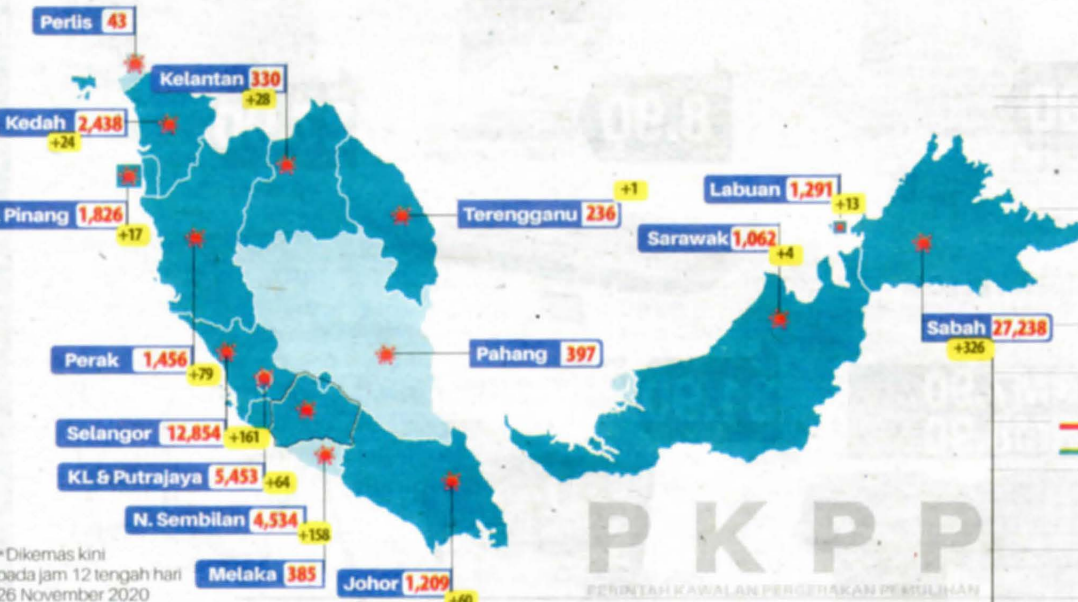 Perlis 43
Kelantan 330
+28
Kedah 2,438
+24
Pinang 1,826
+17
Terengganu 236
+1
Labuan 1,291
+13
Sarawak 1,062
+4
Sabah 27,238
+326
Perak 1,456
+79
Pahang 397
Selangor 12,854
+161
KL & Putrajaya 5,453
+64
N. Sembilan 4,534
+158
Melaka 385
Johor 1,209
+60
*Dikemas kini
pada jam 12 tengah hari
26 November 2020
PKPP
PERINTAH KAWALAN PERGERAKAN PEMULIHAN